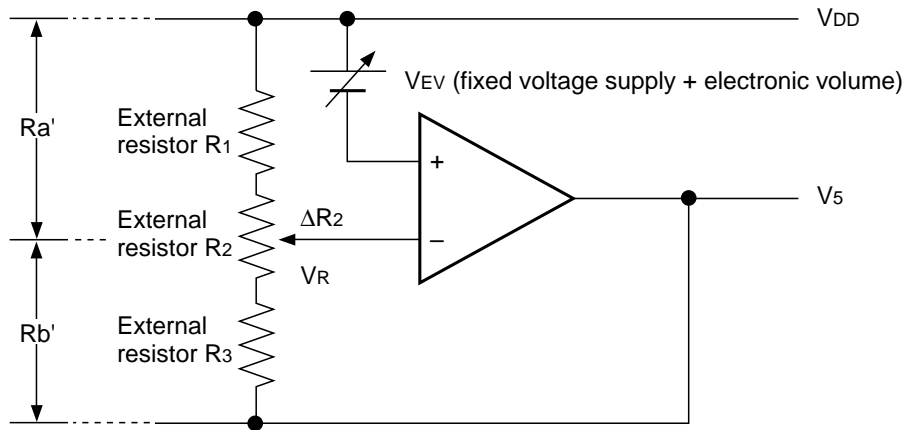 VDD
VEV (fixed voltage supply + electronic volume)
Ra'
External
resistor R1
+
V5
External
resistor R2
ΔR2
−
VR
Rb'
External
resistor R3